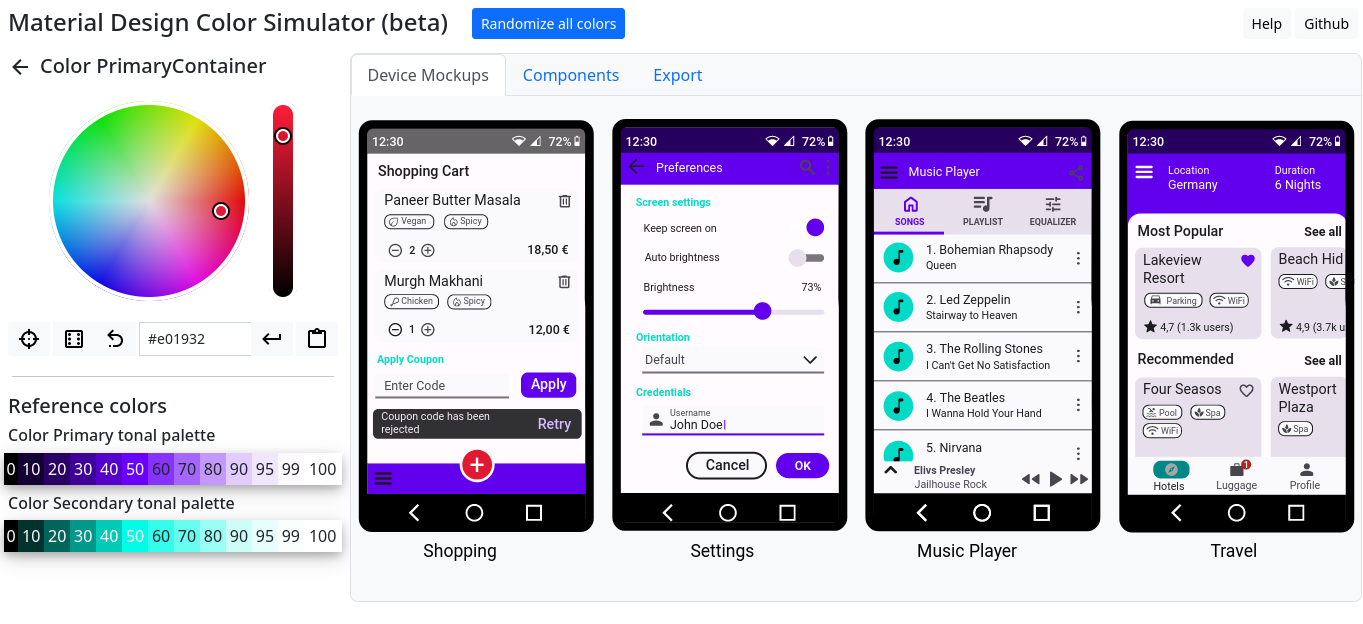 Material Design Color Simulator (beta)
Randomize all colors
Help
Github
Color PrimaryContainer
#e01932
Reference colors
Color Primary tonal palette
0 10 20 30 40 50 60 70 80 90 95 99 100
Color Secondary tonal palette
0 10 20 30 40 50 60 70 80 90 95 99 100
Device Mockups
Components
Export
12:30 72%
Shopping Cart
Paneer Butter Masala
Vegan Spicy
2 18,50 €
Murgh Makhani
Chicken Spicy
1 12,00 €
Apply Coupon
Enter Code Apply
Coupon code has been
rejected
Retry
Shopping
12:30 72%
Preferences
Screen settings
Keep screen on
Auto brightness
Brightness 73%
Orientation
Default
Credentials
Username
John Doe
Cancel OK
Settings
12:30 72%
Music Player
SONGS PLAYLIST EQUALIZER
1. Bohemian Rhapsody
Queen
2. Led Zeppelin
Stairway to Heaven
3. The Rolling Stones
I Can't Get No Satisfaction
4. The Beatles
I Wanna Hold Your Hand
5. Nirvana
Elivs Presley
Jailhouse Rock
Music Player
12:30 72%
Location Duration
Germany 6 Nights
Most Popular See all
Lakeview
Resort
Parking WiFi
4,7 (1.3k users)
Beach Hid
WiFi S
4,9 (3.7k u
Recommended See all
Four Seasos
Pool Spa
WiFi
Westport
Plaza
Spa
1
Hotels Luggage Profile
Travel